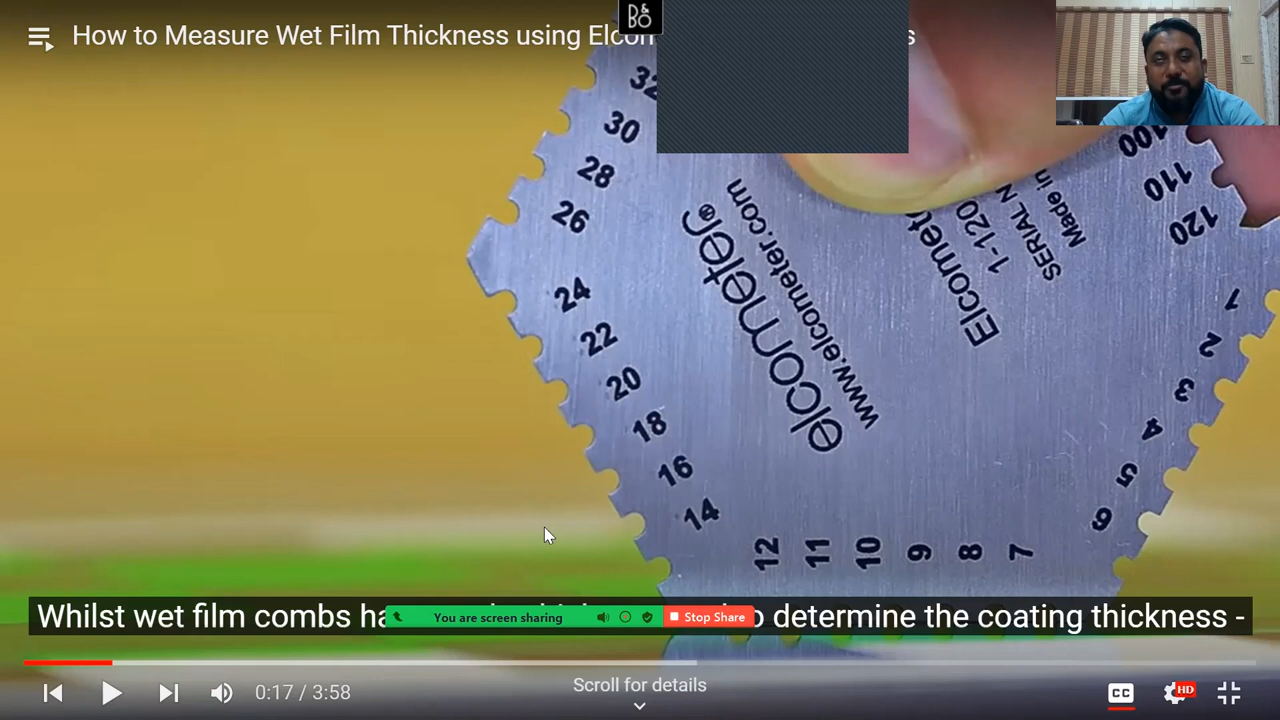 How to Measure Wet Film Thickness using
B&O
32
30
28
26
24
22
20
18
16
14
12
11
10
9
8
7
6
5
4
3
2
1
120
110
100
elcometer®
www.elcometer.com
1-120
SERIAL
Made in
Whilst wet film combs
determine the coating thickness -
You are screen sharing
Stop Share
0:17 / 3:58
Scroll for details
CC
HD